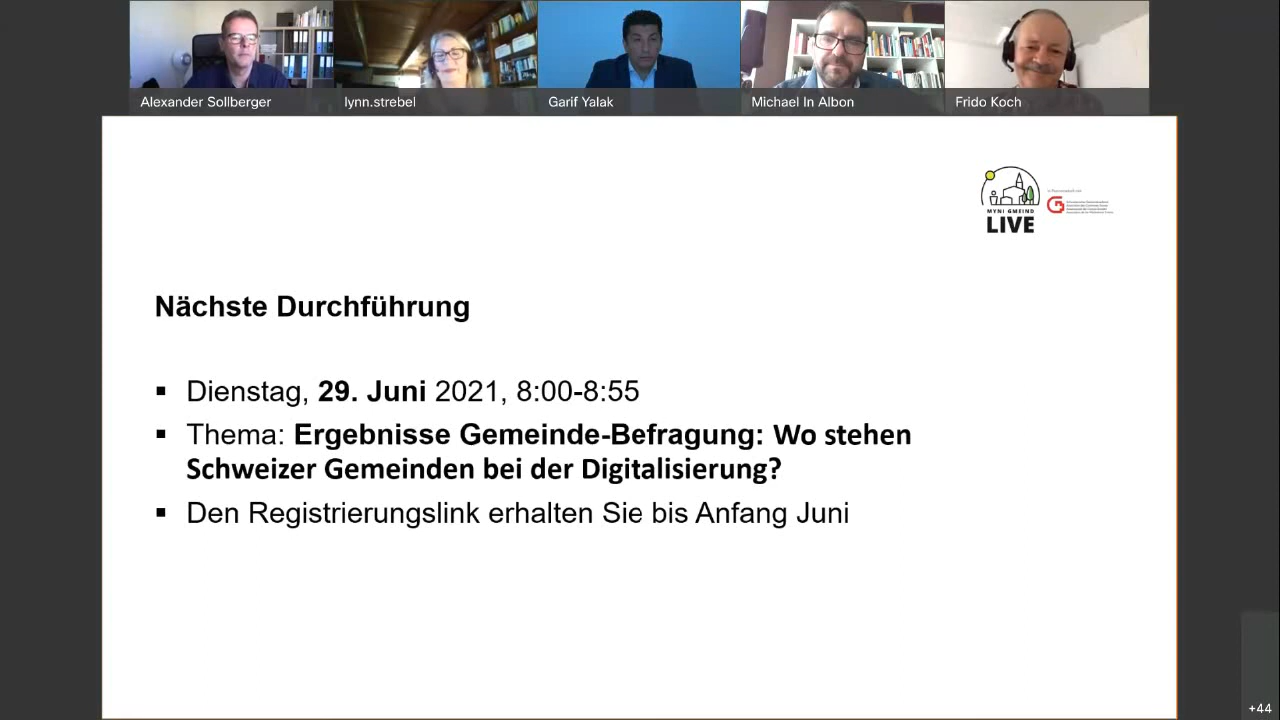 Alexander Sollberger
lynn.strebel
Garif Yalak
Michael In Albon
Frido Koch
MYNI GMEIND
LIVE
Nächste Durchführung
▪ Dienstag, 29. Juni 2021, 8:00-8:55
▪ Thema: Ergebnisse Gemeinde-Befragung: Wo stehen
Schweizer Gemeinden bei der Digitalisierung?
▪ Den Registrierungslink erhalten Sie bis Anfang Juni
+44